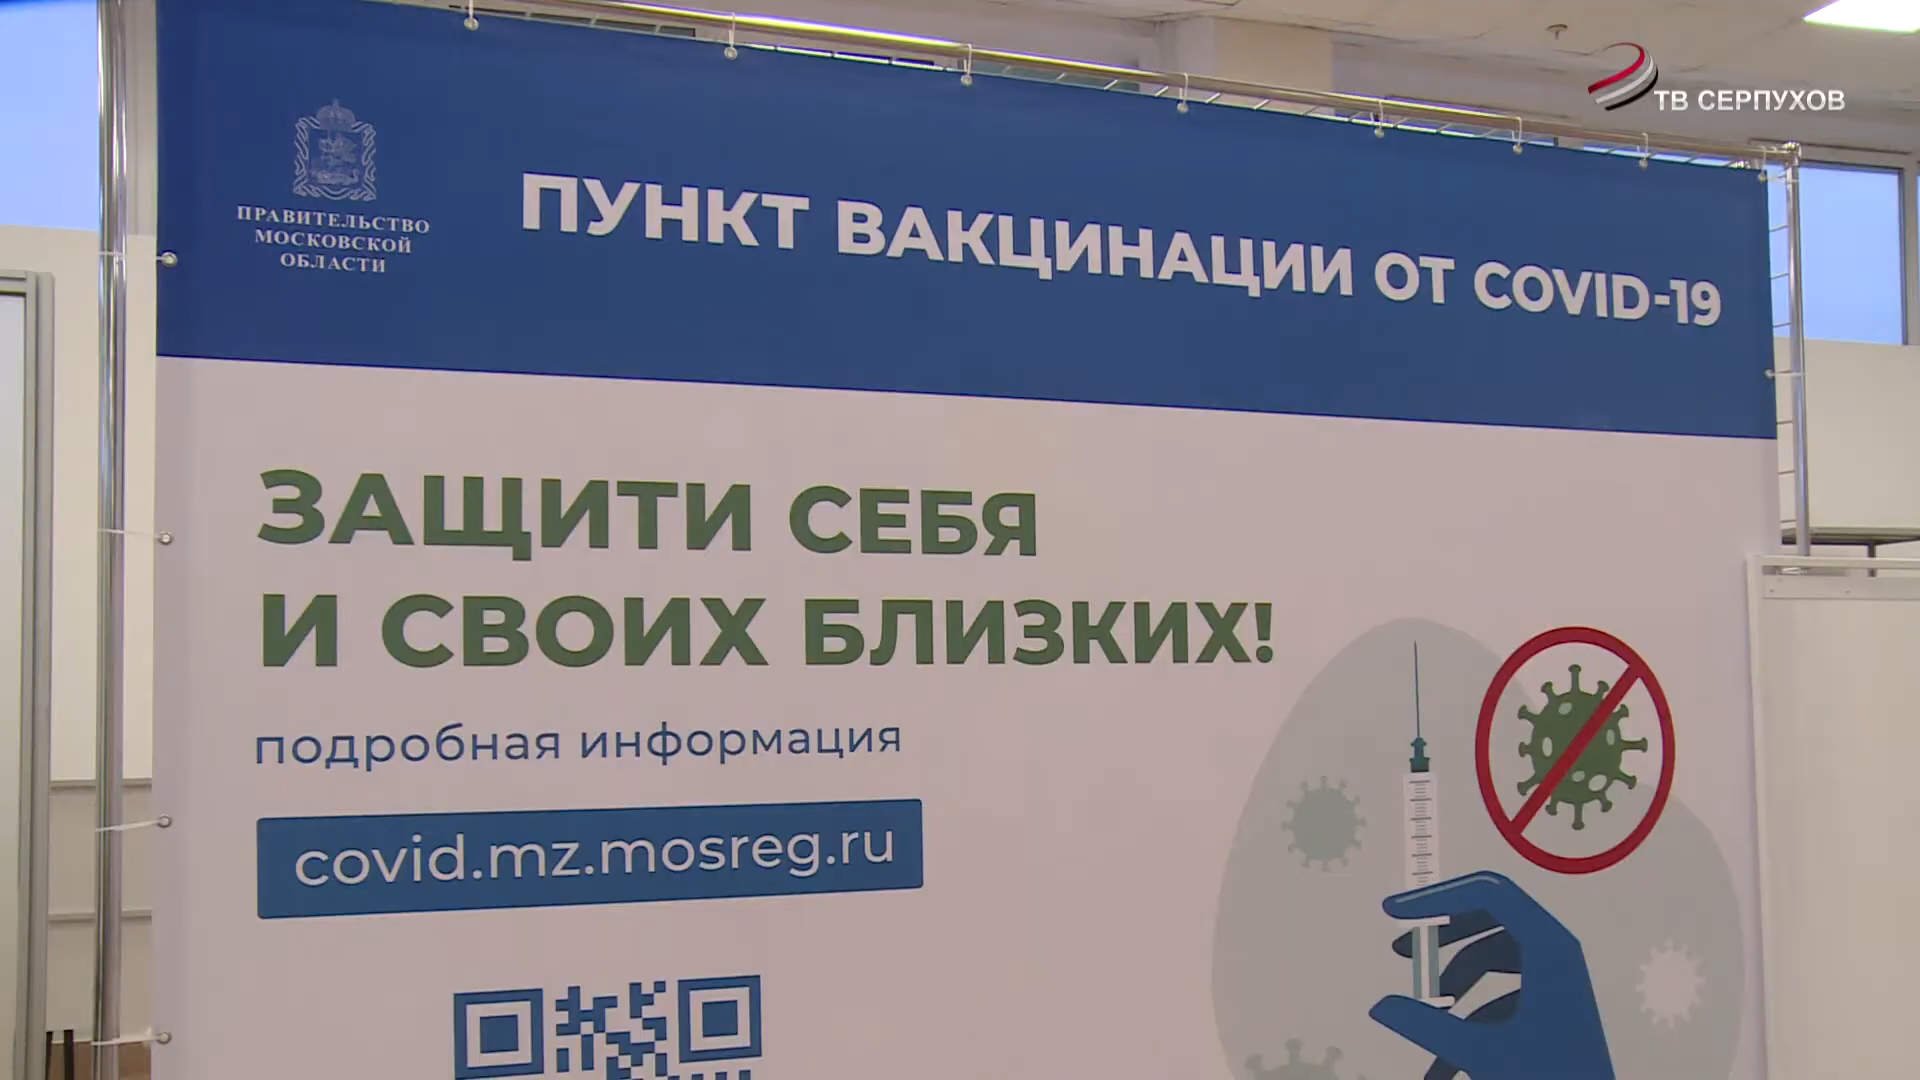 ТВ СЕРПУХОВ
ПРАВИТЕЛЬСТВО
МОСКОВСКОЙ
ОБЛАСТИ
ПУНКТ ВАКЦИНАЦИИ ОТ COVID-19
ЗАЩИТИ СЕБЯ
И СВОИХ БЛИЗКИХ!
подробная информация
covid.mz.mosreg.ru